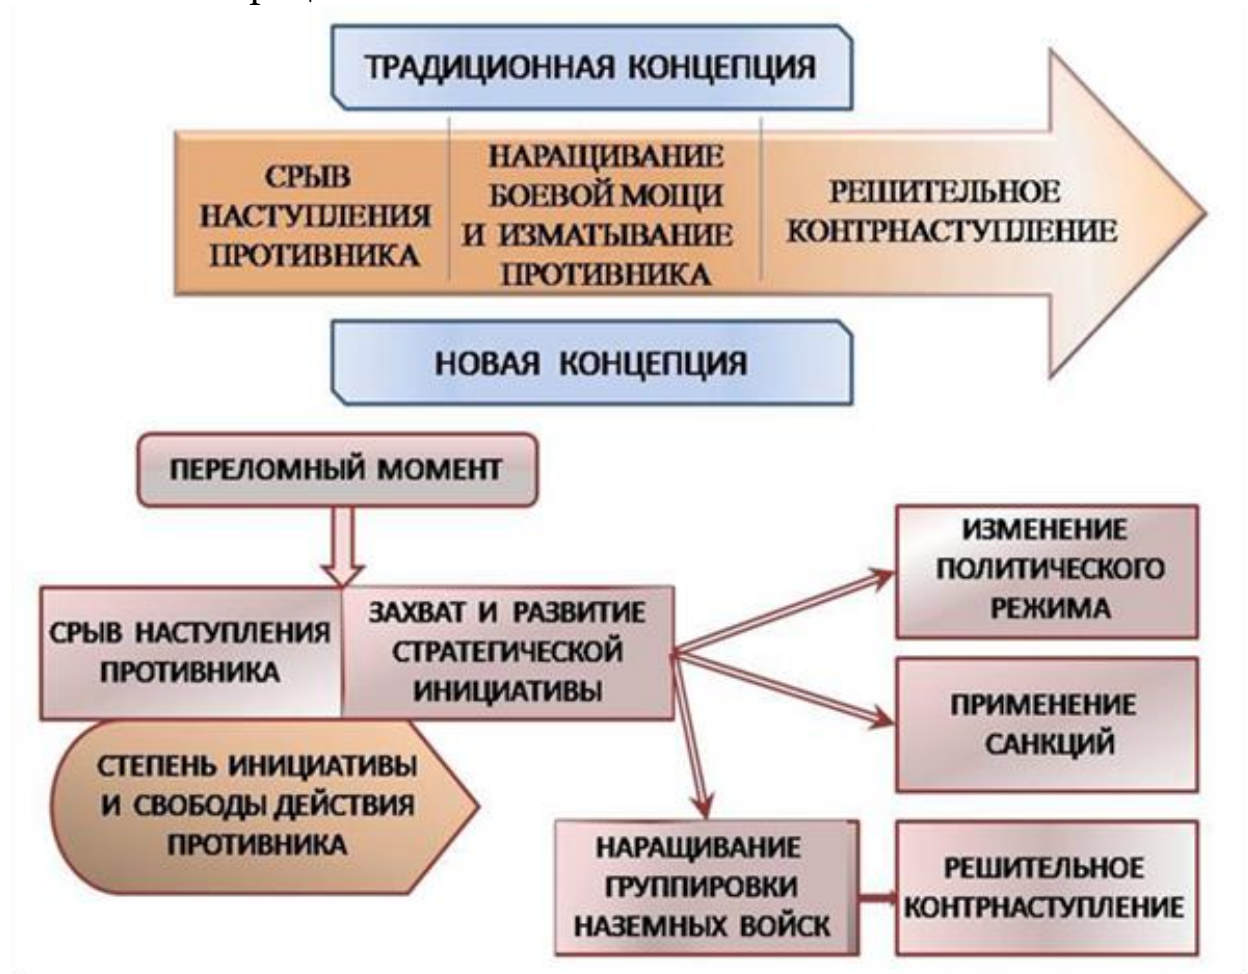 ТРАДИЦИОННАЯ КОНЦЕПЦИЯ
СРЫВ
НАСТУПЛЕНИЯ
ПРОТИВНИКА
НАРАЩИВАНИЕ
БОЕВОЙ МОЩИ
И ИЗМАТЫВАНИЕ
ПРОТИВНИКА
РЕШИТЕЛЬНОЕ
КОНТРНАСТУПЛЕНИЕ
НОВАЯ КОНЦЕПЦИЯ
ПЕРЕЛОМНЫЙ МОМЕНТ
СРЫВ НАСТУПЛЕНИЯ
ПРОТИВНИКА
ЗАХВАТ И РАЗВИТИЕ
СТРАТЕГИЧЕСКОЙ
ИНИЦИАТИВЫ
ИЗМЕНЕНИЕ
ПОЛИТИЧЕСКОГО
РЕЖИМА
ПРИМЕНЕНИЕ
САНКЦИЙ
СТЕПЕНЬ ИНИЦИАТИВЫ
И СВОБОДЫ ДЕЙСТВИЯ
ПРОТИВНИКА
НАРАЩИВАНИЕ
ГРУППИРОВКИ
НАЗЕМНЫХ ВОЙСК
РЕШИТЕЛЬНОЕ
КОНТРНАСТУПЛЕНИЕ